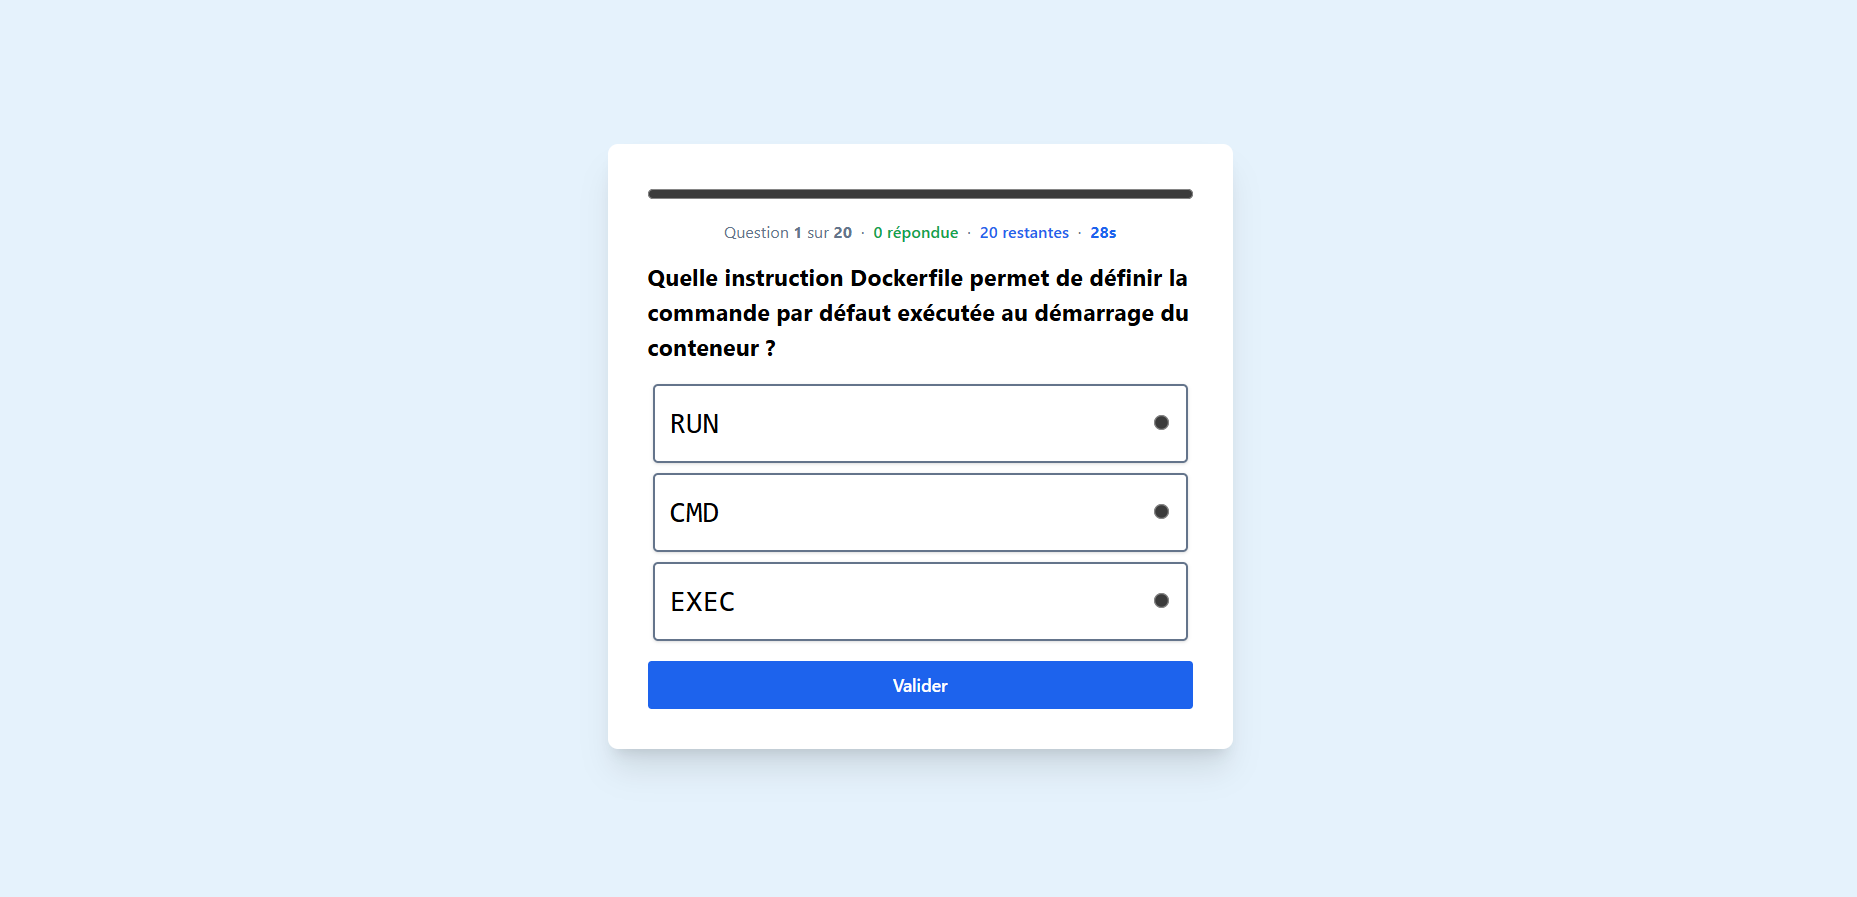 Question 1 sur 20 · 0 répondue · 20 restantes · 28s
Quelle instruction Dockerfile permet de définir la
commande par défaut exécutée au démarrage du
conteneur ?
RUN
CMD
EXEC
Valider